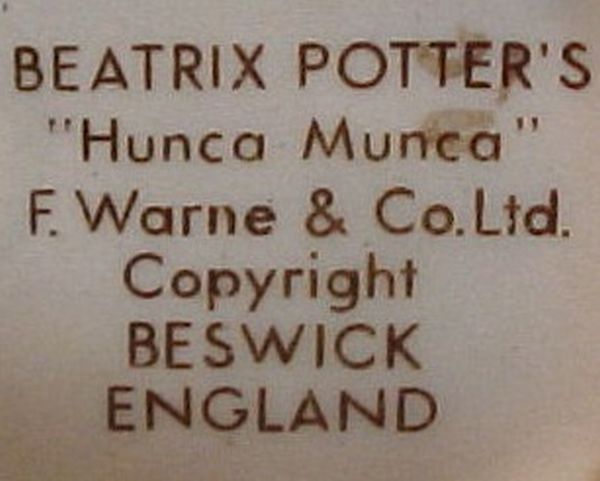 BEATRIX POTTER'S
"Hunca Munca"
F. Warne & Co.Ltd.
Copyright
BESWICK
ENGLAND